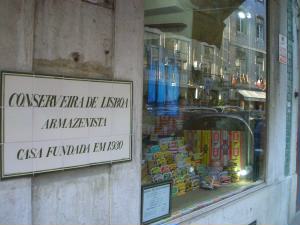 CONSERVEIRA DE LISBOA
ARMAZENISTA
CASA FUNDADA EM 1930